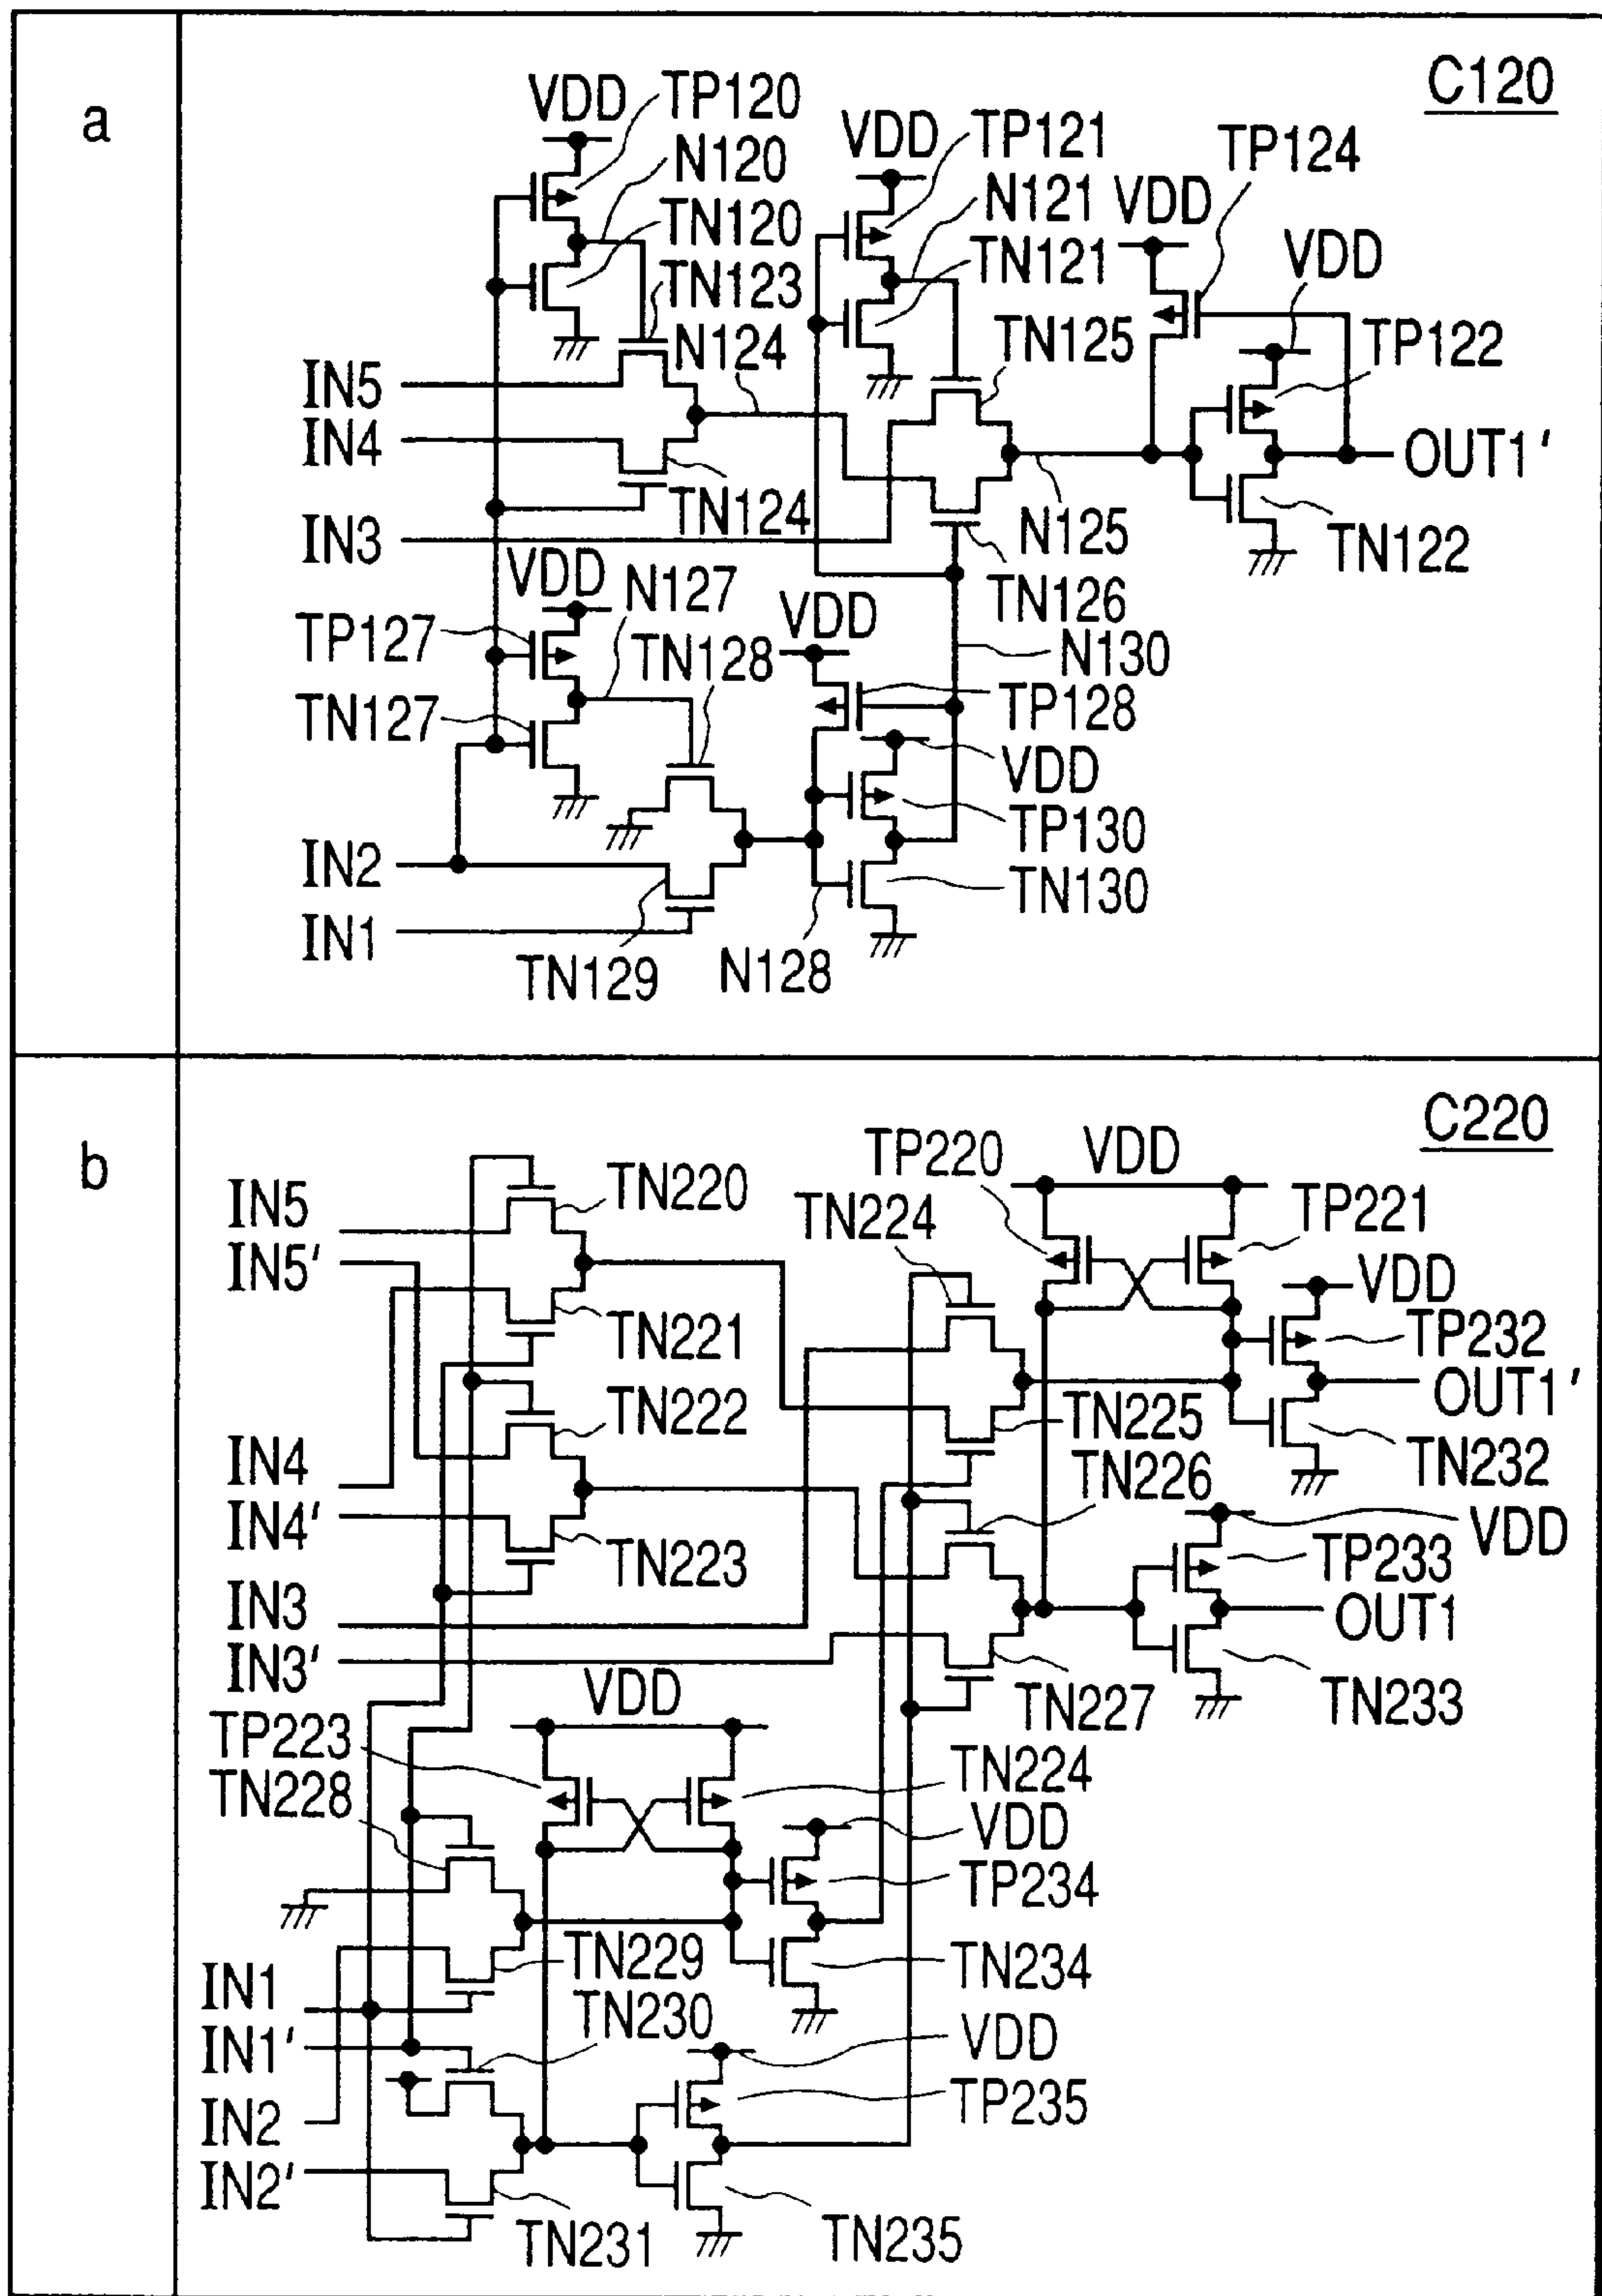 a
C120
VDD
TP120
N120
TN120
TN123
N124
VDD
TP121
N121
TN121
TP124
VDD
VDD
TN125
TP122
IN5
IN4
IN3
TN124
OUT1'
N125
TN122
TN126
VDD
N127
TP127
TN128
VDD
N130
TN127
TP128
VDD
TP130
IN2
TN130
IN1
TN129
N128
b
C220
IN5
IN5'
TN220
TP220
VDD
TN224
TP221
VDD
TN221
TP232
TN222
OUT1'
TN225
IN4
TN226
TN232
IN4'
TN223
VDD
TP233
IN3
OUT1
IN3'
VDD
TN227
TN233
TP223
TN224
TN228
VDD
TP234
TN229
TN234
IN1
TN230
IN1'
VDD
TP235
IN2
IN2'
TN231
TN235